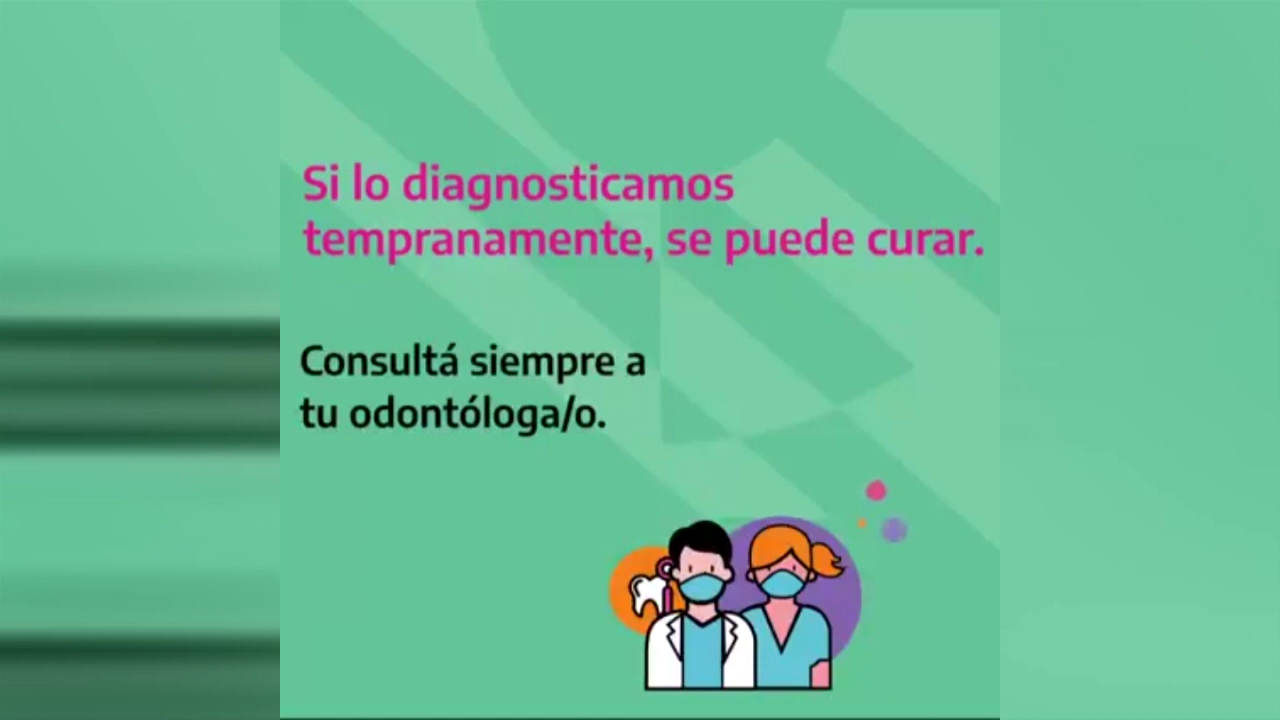 Si lo diagnosticamos
tempranamente, se puede curar.
Consultá siempre a
tu odontóloga/o.